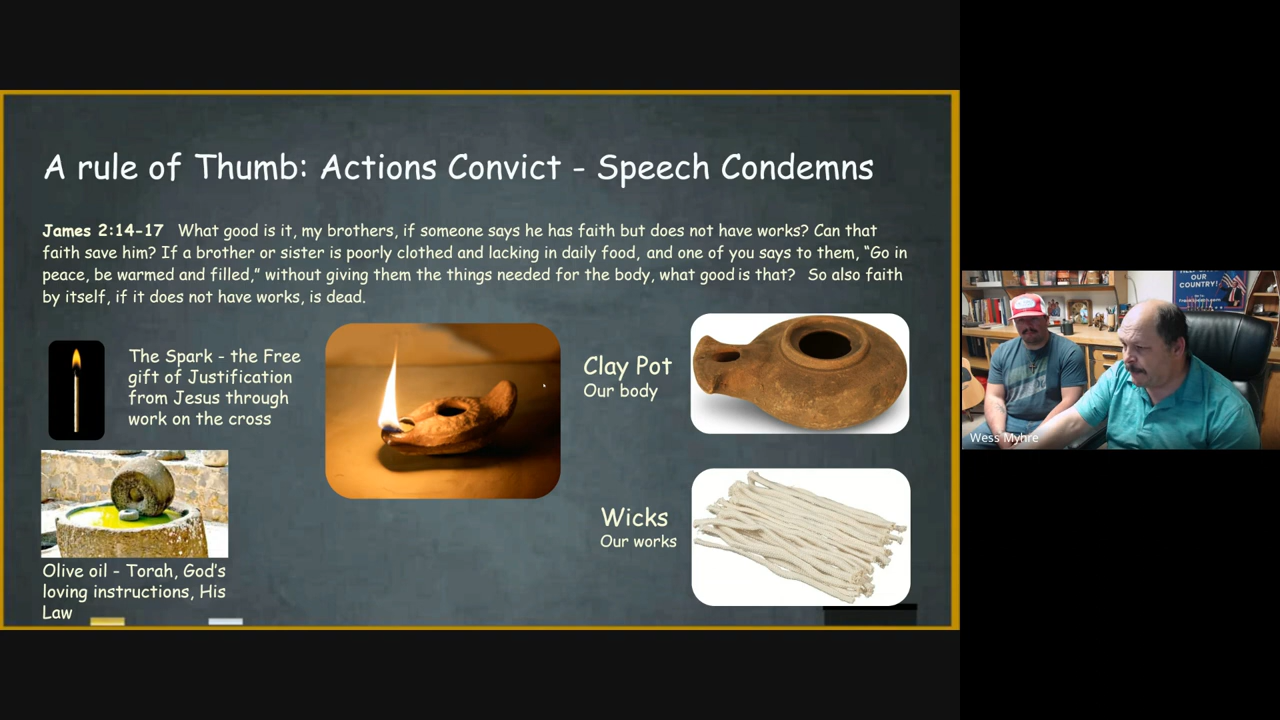 A rule of Thumb: Actions Convict - Speech Condemns
James 2:14-17 What good is it, my brothers, if someone says he has faith but does not have works? Can that
faith save him? If a brother or sister is poorly clothed and lacking in daily food, and one of you says to them, “Go in
peace, be warmed and filled,” without giving them the things needed for the body, what good is that? So also faith
by itself, if it does not have works, is dead.
The Spark - the Free
gift of Justification
from Jesus through
work on the cross
Clay Pot
Our body
Wicks
Our works
Olive oil - Torah, God’s
loving instructions, His
Law
OUR
COUNTRY!
Wess Myhre